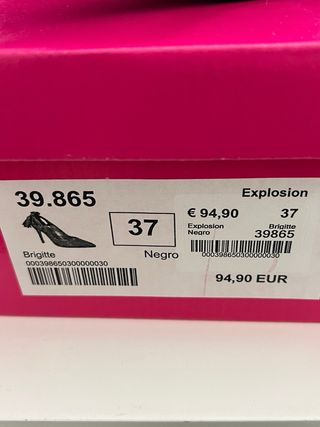 39.865
Explosion
37
Brigitte
Negro
000398650300000030
€ 94,90 37
Explosion Brigitte
Negro 39865
000398650300000030
94,90 EUR